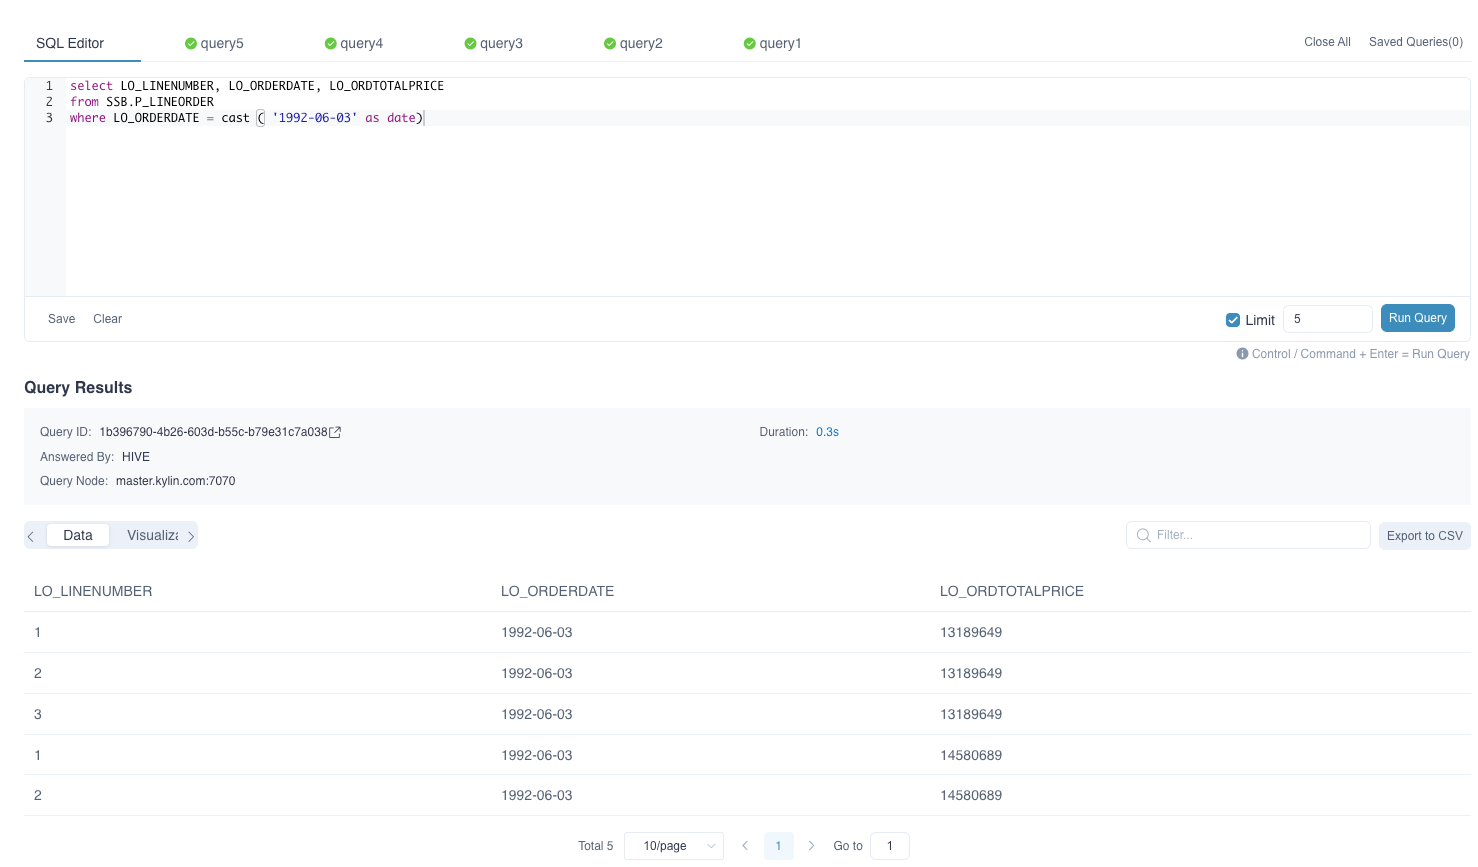 SQL Editor query5 query4 query3 query2 query1 Close All Saved Queries(0)
1 select LO_LINENUMBER, LO_ORDERDATE, LO_ORDTOTALPRICE
2 from SSB.P_LINEORDER
3 where LO_ORDERDATE = cast ( '1992-06-03' as date)
Save Clear Limit 5 Run Query
Control / Command + Enter = Run Query
Query Results
Query ID: 1b396790-4b26-603d-b55c-b79e31c7a038 Duration: 0.3s
Answered By: HIVE
Query Node: master.kylin.com:7070
Data Visualiza Filter... Export to CSV
LO_LINENUMBER LO_ORDERDATE LO_ORDTOTALPRICE
1 1992-06-03 13189649
2 1992-06-03 13189649
3 1992-06-03 13189649
1 1992-06-03 14580689
2 1992-06-03 14580689
Total 5 10/page < 1 > Go to 1